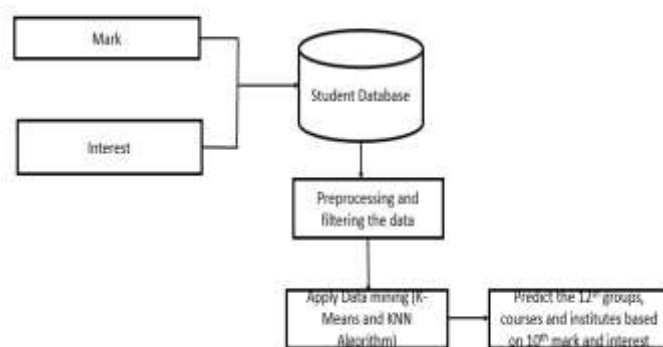 Mark
Student Database
Interest
Preprocessing and
filtering the data
Apply Data mining (K-
Means and KNN
Algorithm)
Predict the 12th groups,
courses and institutes based
on 10th mark and interest